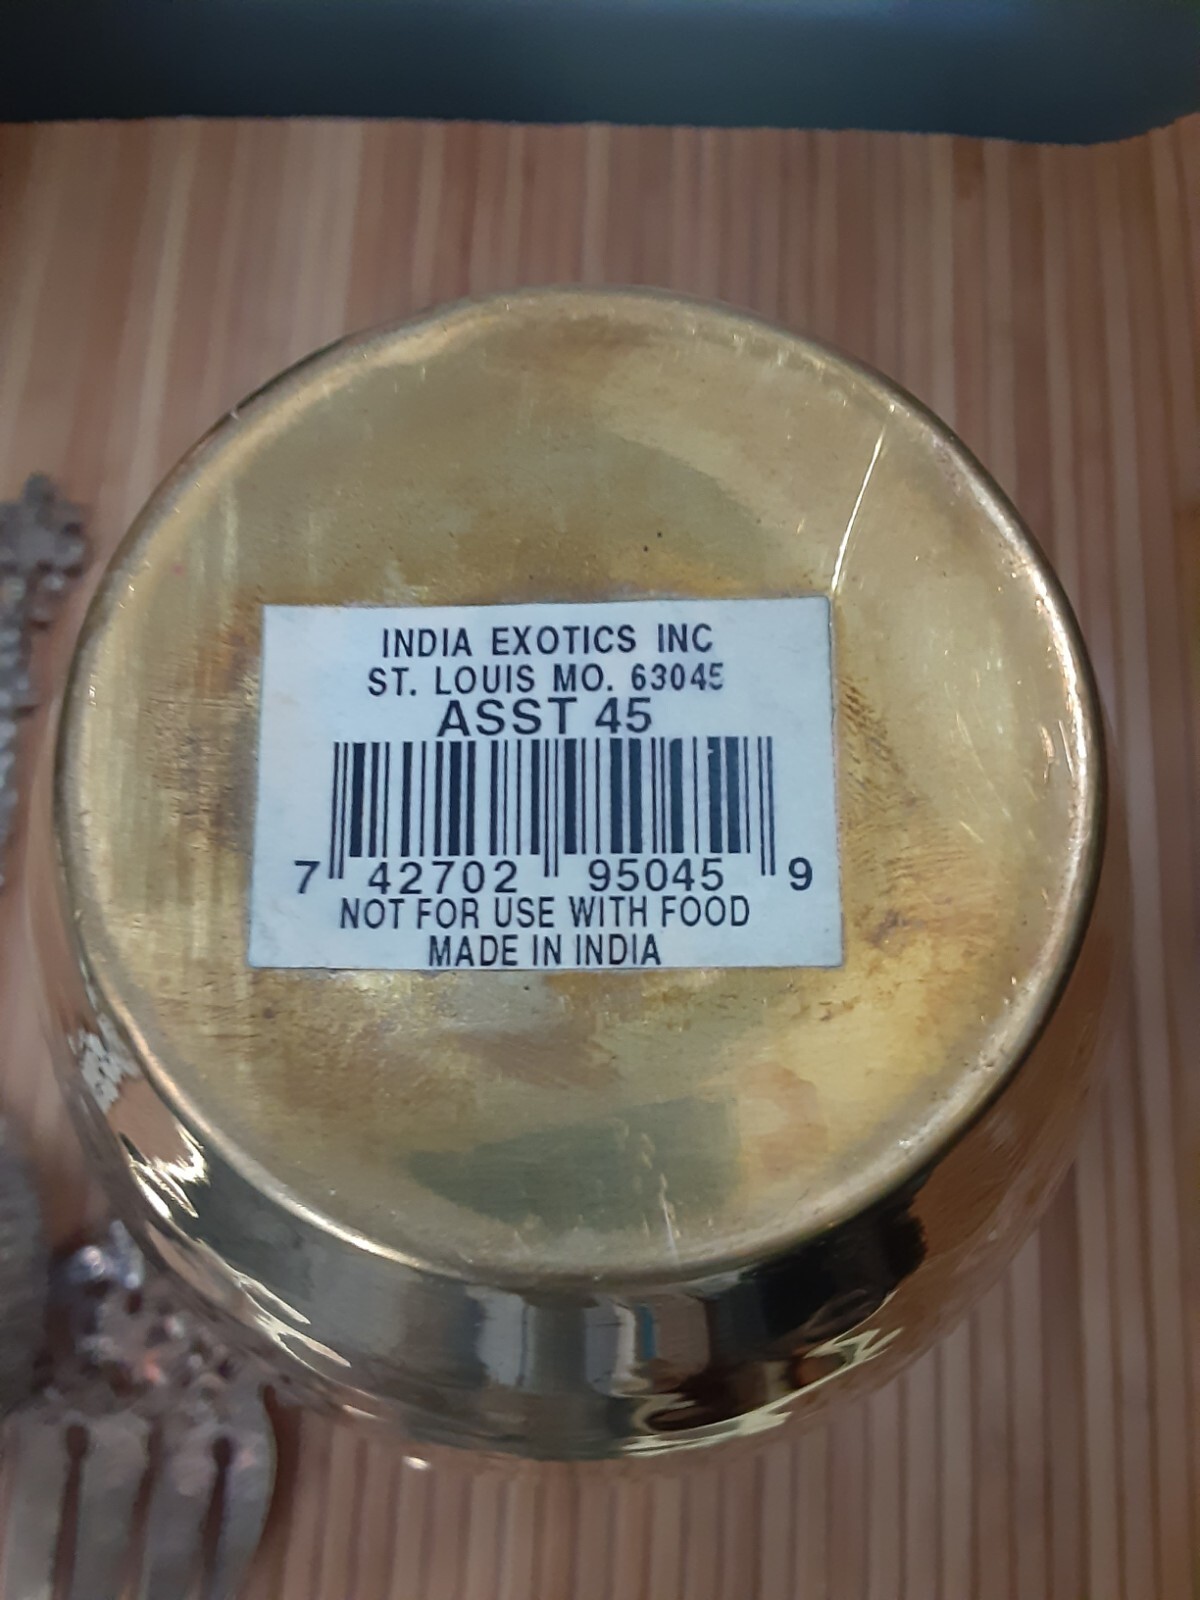 INDIA EXOTICS INC
ST. LOUIS MO. 63045
ASST 45
7 42702 95045 9
NOT FOR USE WITH FOOD
MADE IN INDIA